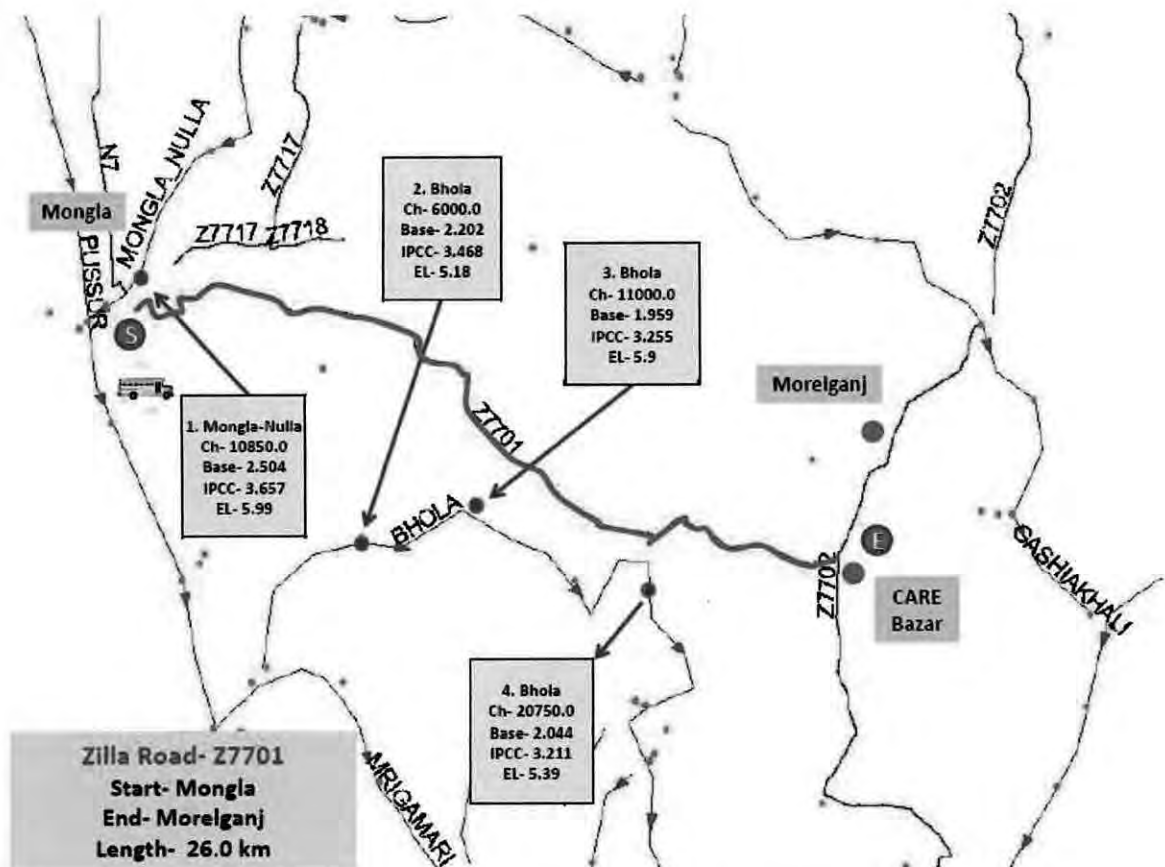 N7
MONGLA_NULLA
Z7717
Mongla
PUSSUR
Z7717
Z7718
S
2. Bhola
Ch- 6000.0
Base- 2.202
IPCC- 3.468
EL- 5.18
3. Bhola
Ch- 11000.0
Base- 1.959
IPCC- 3.255
EL- 5.9
Z7702
1. Mongla-Nulla
Ch- 10850.0
Base- 2.504
IPCC- 3.657
EL- 5.99
Z7701
Morelganj
BHOLA
E
Z7702
CARE
Bazar
GASHIAKHALI
4. Bhola
Ch- 20750.0
Base- 2.044
IPCC- 3.211
EL- 5.39
MRIGAMARI
Zilla Road- Z7701
Start- Mongla
End- Morelganj
Length- 26.0 km